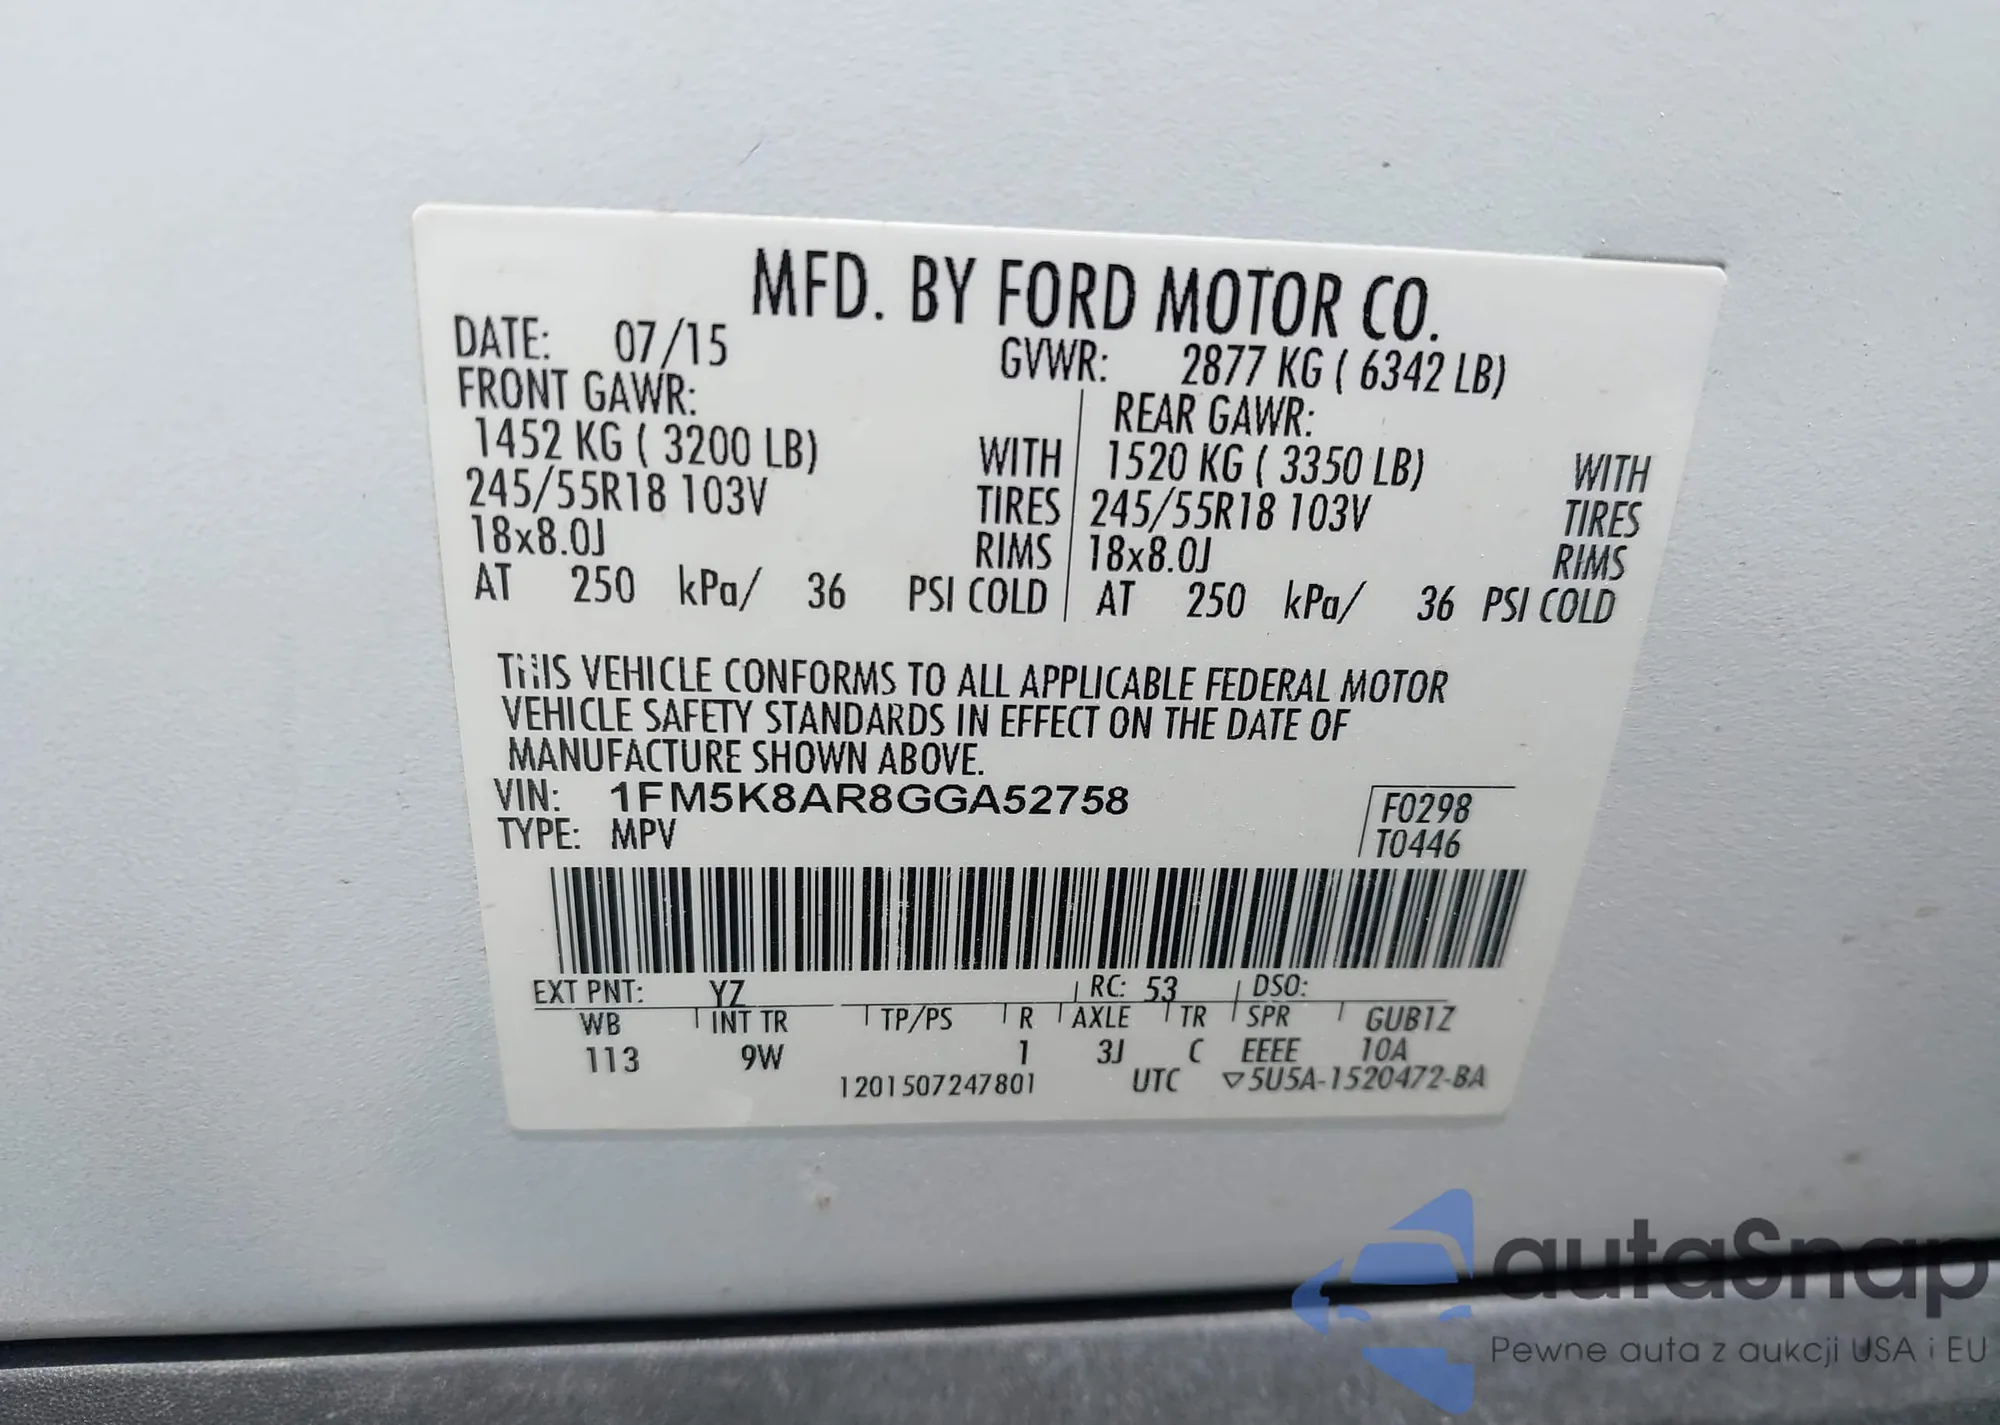 MFD. BY FORD MOTOR CO.
DATE: 07/15 GVWR: 2877 KG ( 6342 LB)
FRONT GAWR: REAR GAWR:
1452 KG ( 3200 LB) WITH 1520 KG ( 3350 LB) WITH
245/55R18 103V TIRES 245/55R18 103V TIRES
18x8.0J RIMS 18x8.0J RIMS
AT 250 kPa/ 36 PSI COLD AT 250 kPa/ 36 PSI COLD
THIS VEHICLE CONFORMS TO ALL APPLICABLE FEDERAL MOTOR
VEHICLE SAFETY STANDARDS IN EFFECT ON THE DATE OF
MANUFACTURE SHOWN ABOVE.
VIN: 1FM5K8AR8GGA52758 F0298
TYPE: MPV T0446
EXT PNT: YZ RC: 53 DSO:
WB INT TR TP/PS R AXLE TR SPR GUB1Z
113 9W 1 3J C EEEE 10A
1201507247801 UTC ▽5U5A-1520472-BA
autaSnap
Pewne auta z aukcji USA i EU